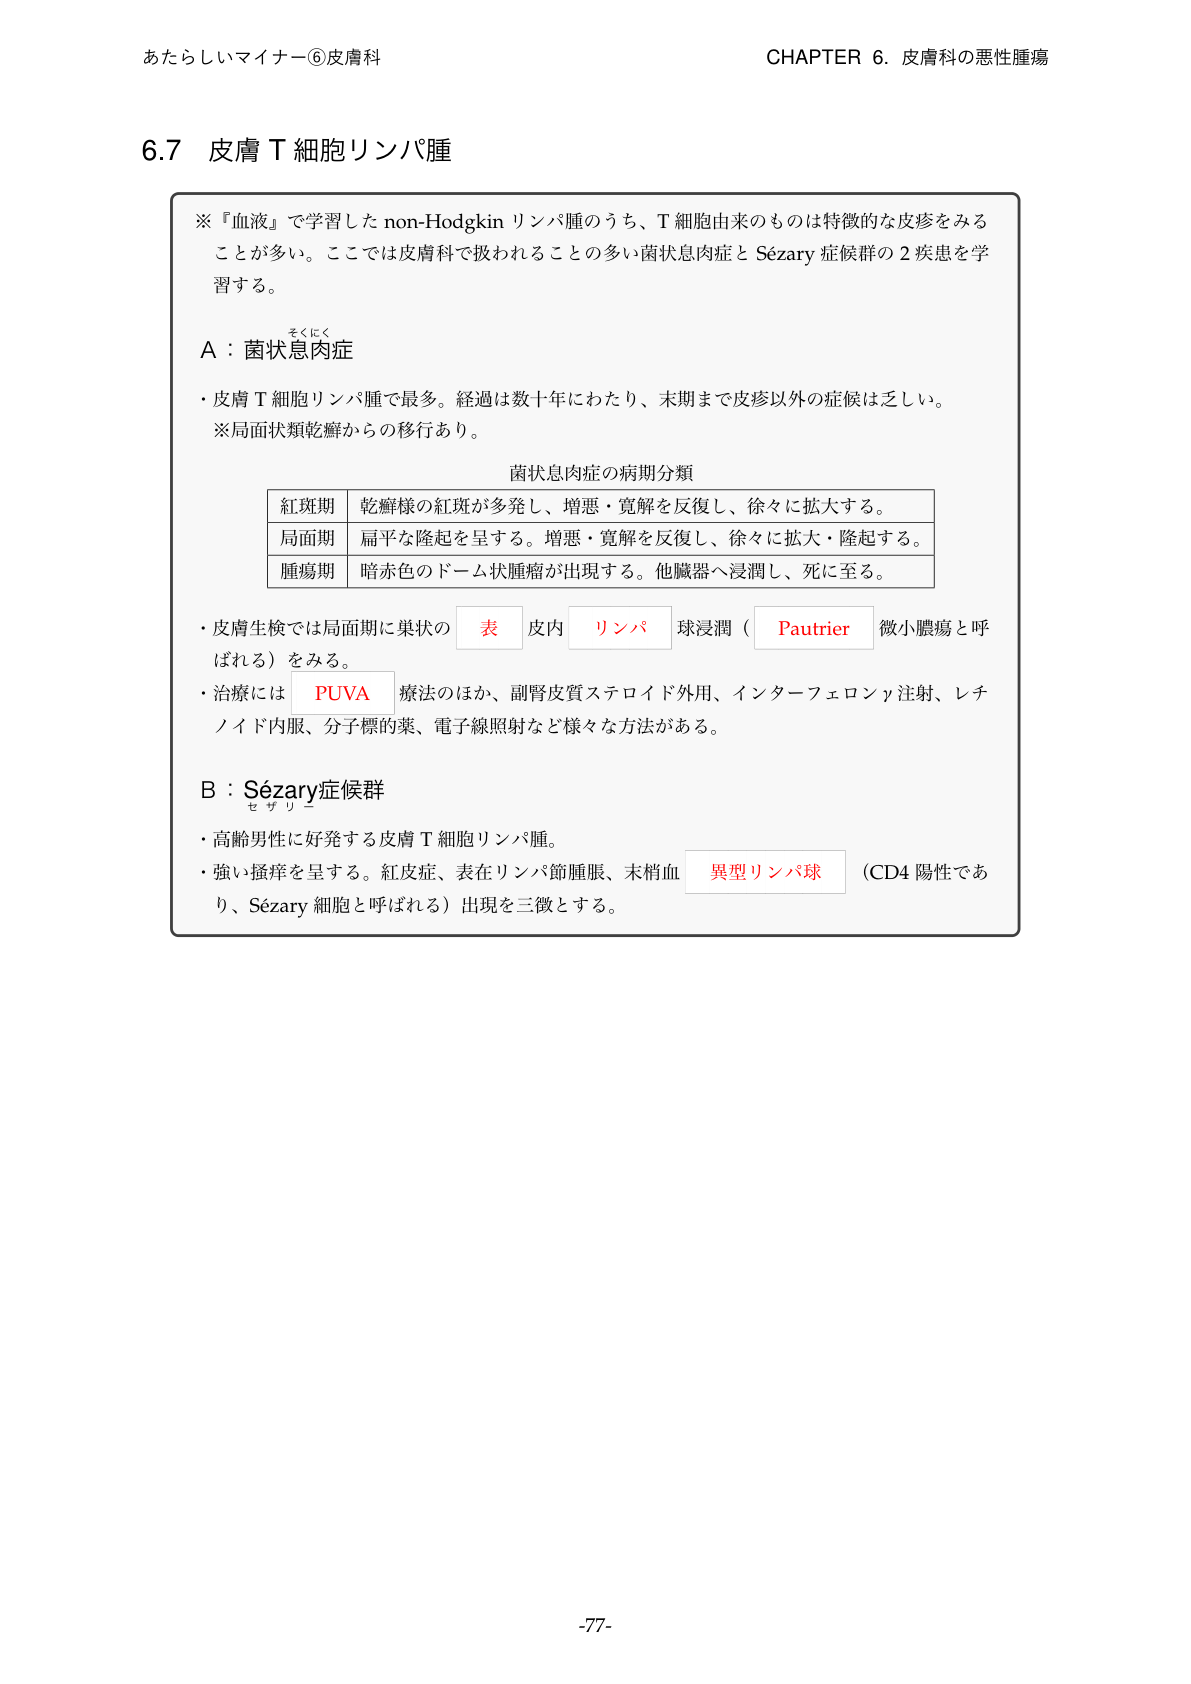 あたらしいマイナー⑥皮膚科 CHAPTER 6. 皮膚科の悪性腫瘍
6.7 皮膚 T 細胞リンパ腫
※『血液』で学習した non-Hodgkin リンパ腫のうち、T 細胞由来のものは特徴的な皮疹をみる
ことが多い。ここでは皮膚科で扱われることの多い菌状息肉症と Sézary 症候群の 2 疾患を学
習する。
そくにく
A：菌状息肉症
・皮膚 T 細胞リンパ腫で最多。経過は数十年にわたり、末期まで皮疹以外の症候は乏しい。
※局面状類乾癬からの移行あり。
菌状息肉症の病期分類
紅斑期 乾癬様の紅斑が多発し、増悪・寛解を反復し、徐々に拡大する。
局面期 扁平な隆起を呈する。増悪・寛解を反復し、徐々に拡大・隆起する。
腫瘍期 暗赤色のドーム状腫瘤が出現する。他臓器へ浸潤し、死に至る。
・皮膚生検では局面期に巣状の 表 皮内 リンパ 球浸潤（ Pautrier 微小膿瘍と呼
ばれる）をみる。
・治療には PUVA 療法のほか、副腎皮質ステロイド外用、インターフェロン γ 注射、レチ
ノイド内服、分子標的薬、電子線照射など様々な方法がある。
B：Sézary症候群
セザリー
・高齢男性に好発する皮膚 T 細胞リンパ腫。
・強い掻痒を呈する。紅皮症、表在リンパ節腫脹、末梢血 異型リンパ球 （CD4 陽性であ
り、Sézary 細胞と呼ばれる）出現を三徴とする。
-77-